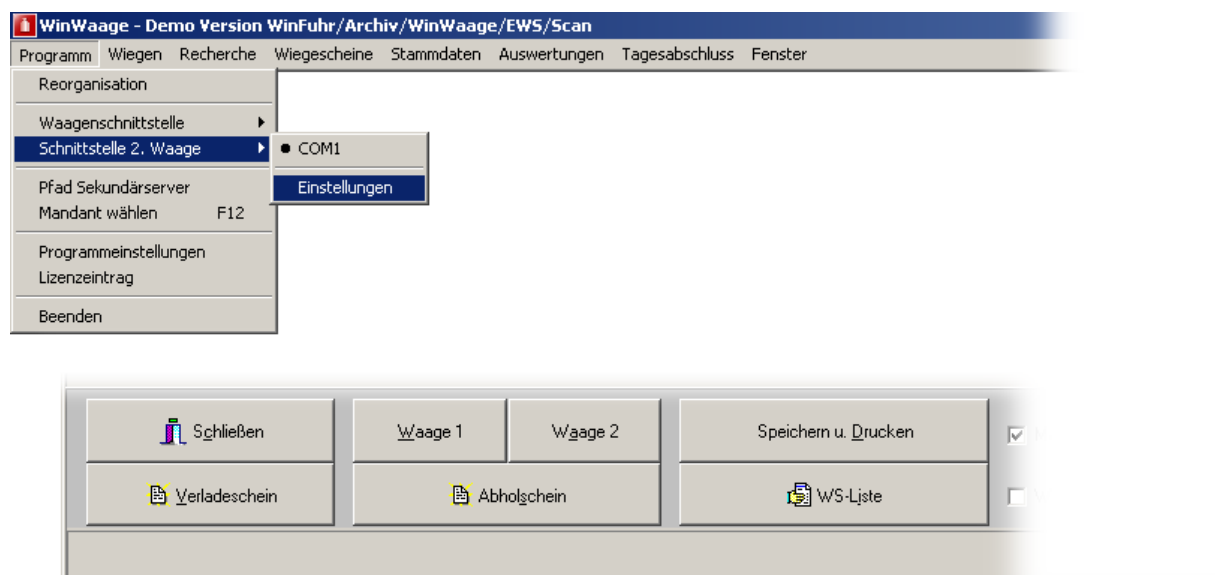 WinWaage - Demo Version WinFuhr/Archiv/WinWaage/EWS/Scan
Programm Wiegen Recherche Wiegescheine Stammdaten Auswertungen Tagesabschluss Fenster
Reorganisation
Waagenschnittstelle
Schnittstelle 2. Waage
COM1
Einstellungen
Pfad Sekundärserver
Mandant wählen F12
Programmeinstellungen
Lizenzeintrag
Beenden
Schließen Waage 1 Waage 2 Speichern u. Drucken
Verladeschein Abholschein WS-Liste